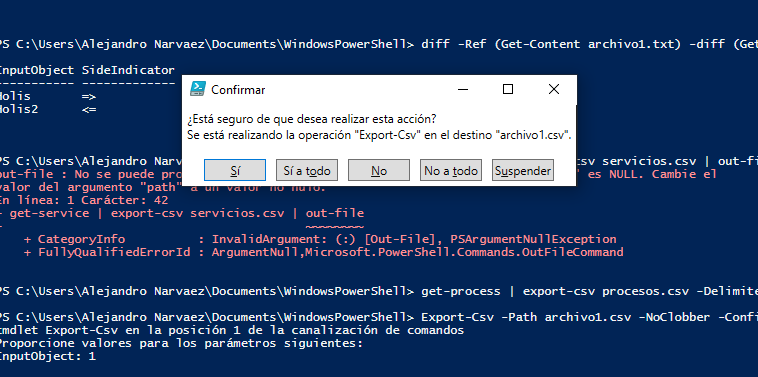 PS C:\Users\Alejandro Narvaez\Documents\WindowsPowerShell> diff -Ref (Get-Content archivo1.txt) -diff (Get
InputObject SideIndicator
----------- -------------
Holis =>
Holis2 <=
Confirmar
¿Está seguro de que desea realizar esta acción?
Se está realizando la operación "Export-Csv" en el destino "archivo1.csv".
Sí Sí a todo No No a todo Suspender
PS C:\Users\Alej csv servicios.csv | out-fi
out-file : No se puede pro " es NULL. Cambie el
valor del argumento "path" a un valor no nulo.
En línea: 1 Carácter: 42
+ get-service | export-csv servicios.csv | out-file
+ ~~~~~~~~
+ CategoryInfo : InvalidArgument: (:) [Out-File], PSArgumentNullException
+ FullyQualifiedErrorId : ArgumentNull,Microsoft.PowerShell.Commands.OutFileCommand
PS C:\Users\Alejandro Narvaez\Documents\WindowsPowerShell> get-process | export-csv procesos.csv -Delimite
PS C:\Users\Alejandro Narvaez\Documents\WindowsPowerShell> Export-Csv -Path archivo1.csv -NoClobber -Confi
cmdlet Export-Csv en la posición 1 de la canalización de comandos
Proporcione valores para los parámetros siguientes:
InputObject: 1